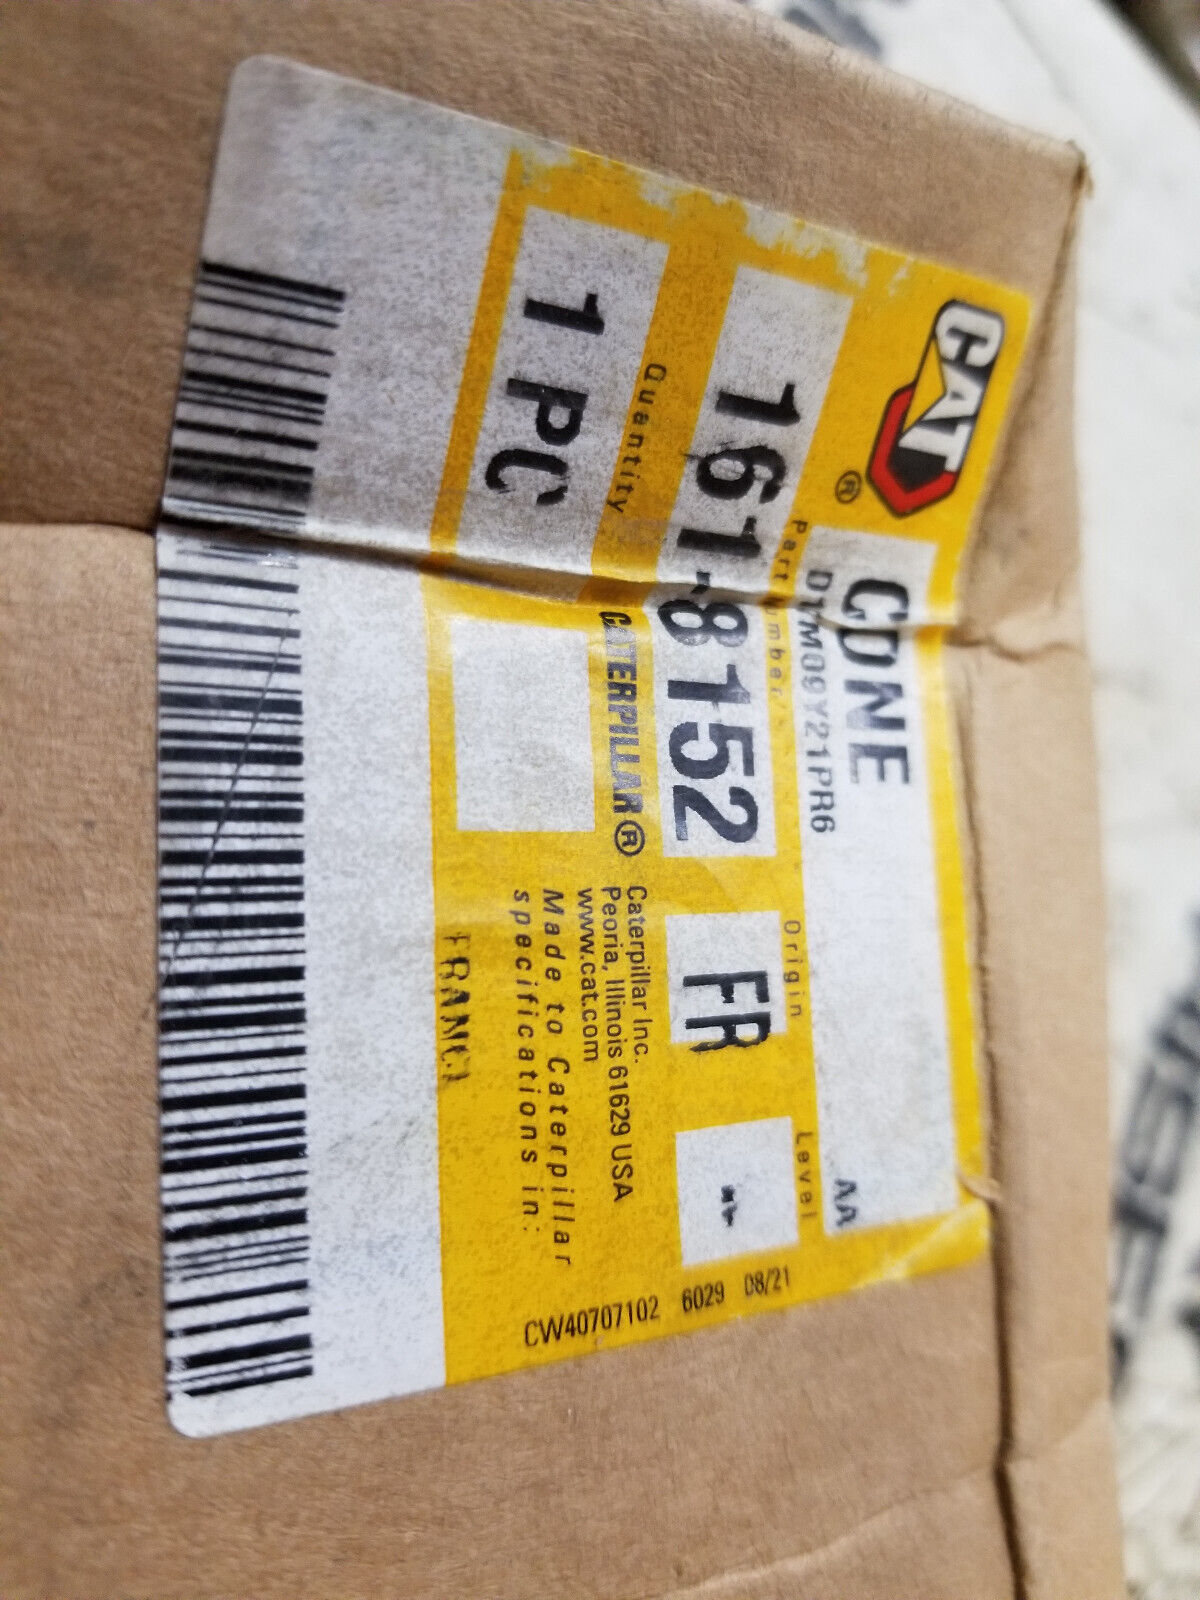 CAT ®
CONE
D1M09Y21PR6
AA
Part Number
Origin
Level
161-8152
FR
-
Quantity
1 PC
CATERPILLAR®
Caterpillar Inc.
Peoria, Illinois 61629 USA
www.cat.com
Made to Caterpillar
specifications in:
FRANCE
CW40707102 6029 08/21